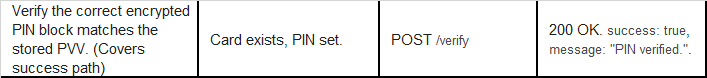 Verify the correct encrypted
PIN block matches the
stored PVV. (Covers
success path)
Card exists, PIN set.
POST /verify
200 OK. success: true,
message: "PIN verified.".